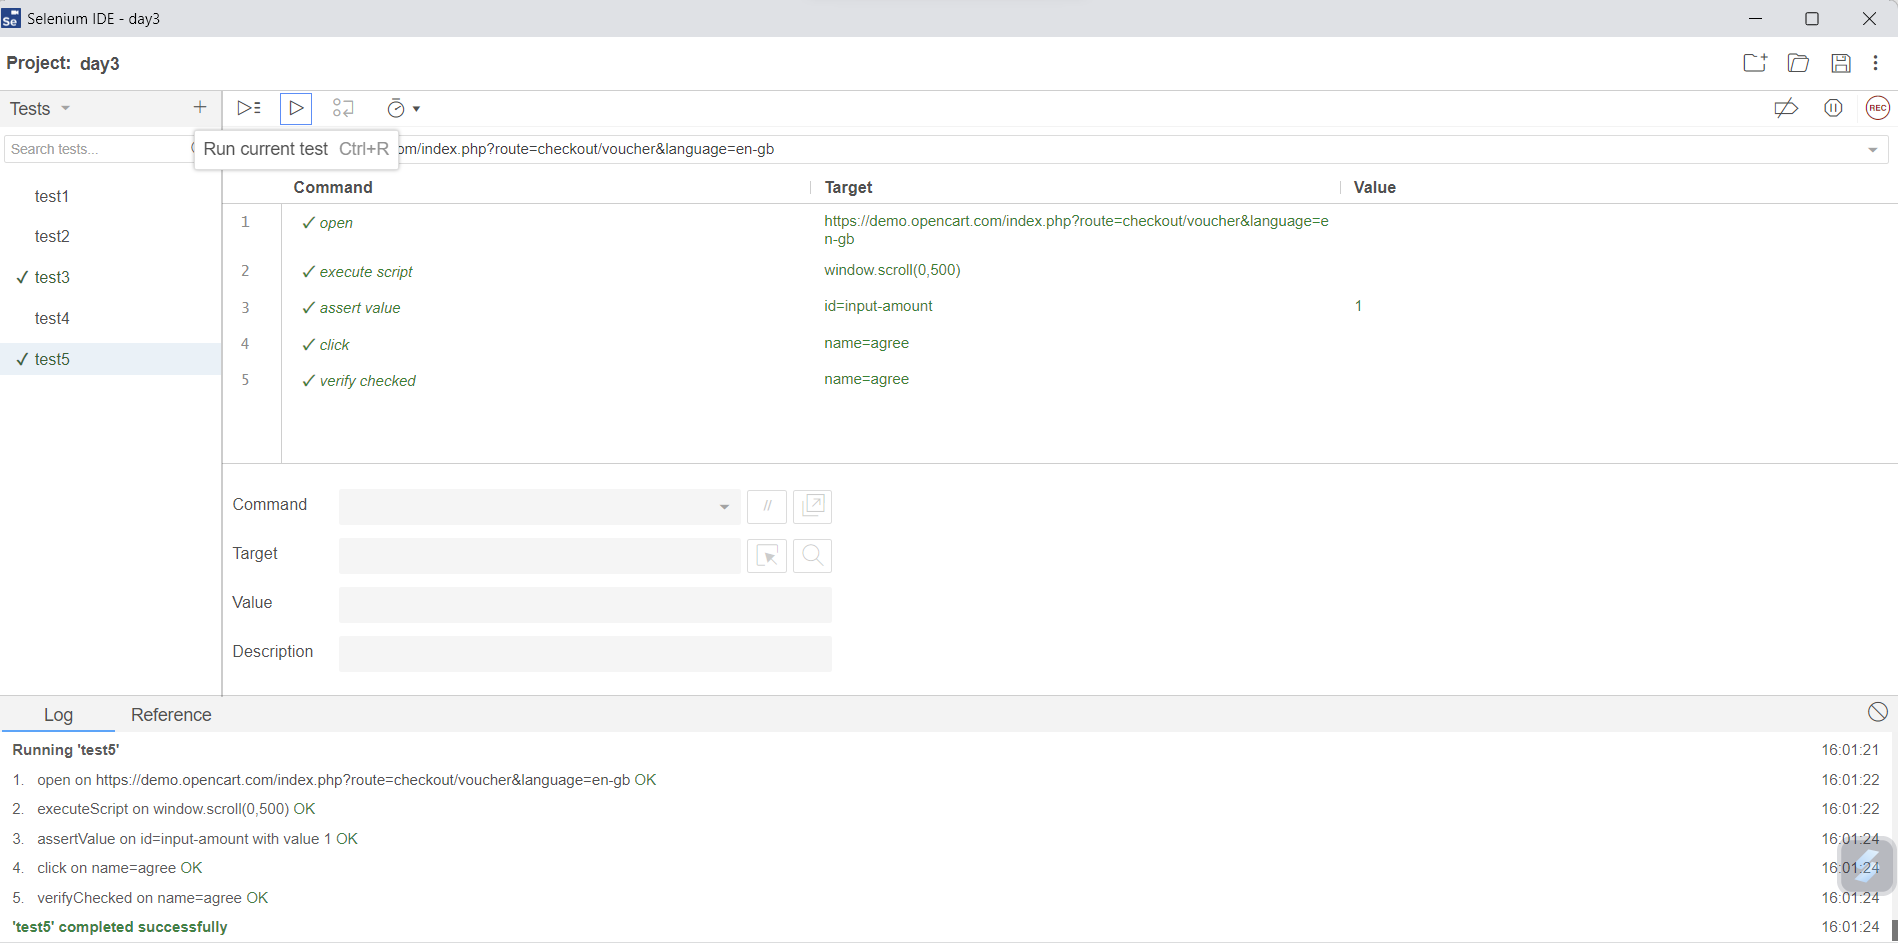 Selenium IDE - day3
Project: day3
Tests
Search tests...
Run current test Ctrl+R
om/index.php?route=checkout/voucher&language=en-gb
test1
test2
✓ test3
test4
✓ test5
Command Target Value
1 ✓ open https://demo.opencart.com/index.php?route=checkout/voucher&language=e
n-gb
2 ✓ execute script window.scroll(0,500)
3 ✓ assert value id=input-amount 1
4 ✓ click name=agree
5 ✓ verify checked name=agree
Command //
Target
Value
Description
REC
Log Reference
Running 'test5' 16:01:21
1. open on https://demo.opencart.com/index.php?route=checkout/voucher&language=en-gb OK 16:01:22
2. executeScript on window.scroll(0,500) OK 16:01:22
3. assertValue on id=input-amount with value 1 OK 16:01:24
4. click on name=agree OK 16:01:24
5. verifyChecked on name=agree OK 16:01:24
'test5' completed successfully 16:01:24